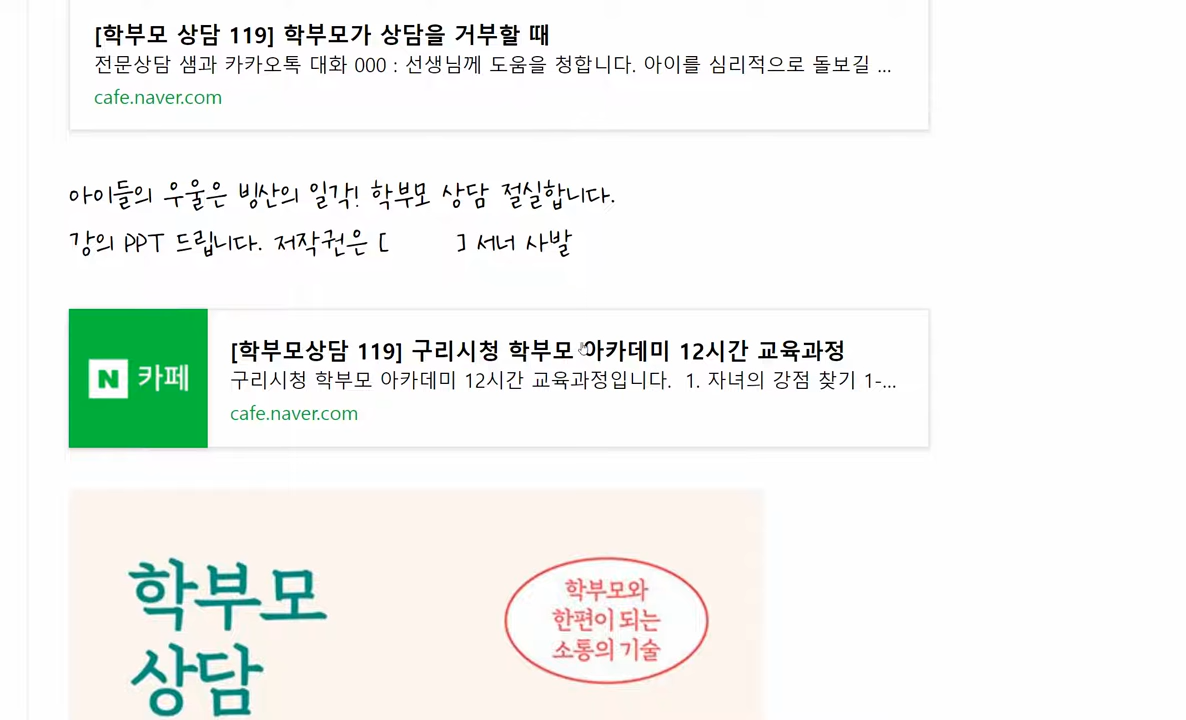 [학부모 상담 119] 학부모가 상담을 거부할 때
전문상담 샘과 카카오톡 대화 000 : 선생님께 도움을 청합니다. 아이를 심리적으로 돌보길 ...
cafe.naver.com
아이들의 우울은 빙산의 일각! 학부모 상담 절실합니다.
강의 PPT 드립니다. 저작권은 [ ] 서너 사발
N 카페
[학부모상담 119] 구리시청 학부모 아카데미 12시간 교육과정
구리시청 학부모 아카데미 12시간 교육과정입니다. 1. 자녀의 강점 찾기 1-...
cafe.naver.com
학부모
상담
학부모와
한편이 되는
소통의 기술